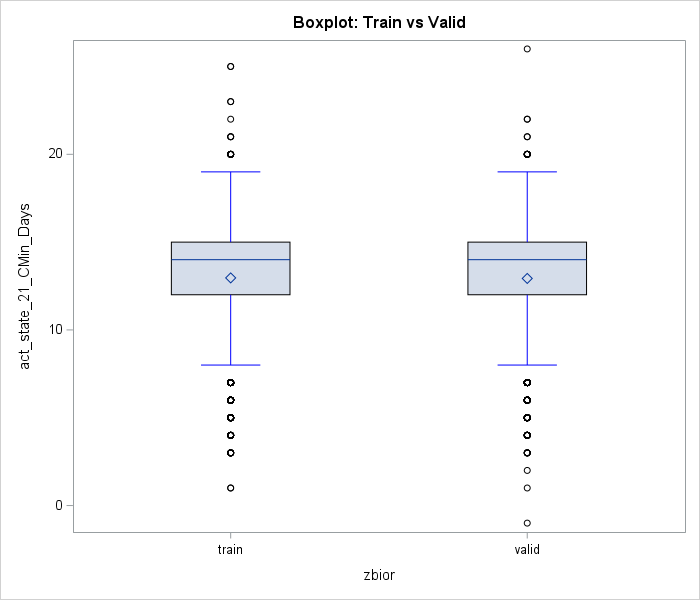 Boxplot: Train vs Valid
act_state_21_CMin_Days
20
10
0
train
valid
zbior